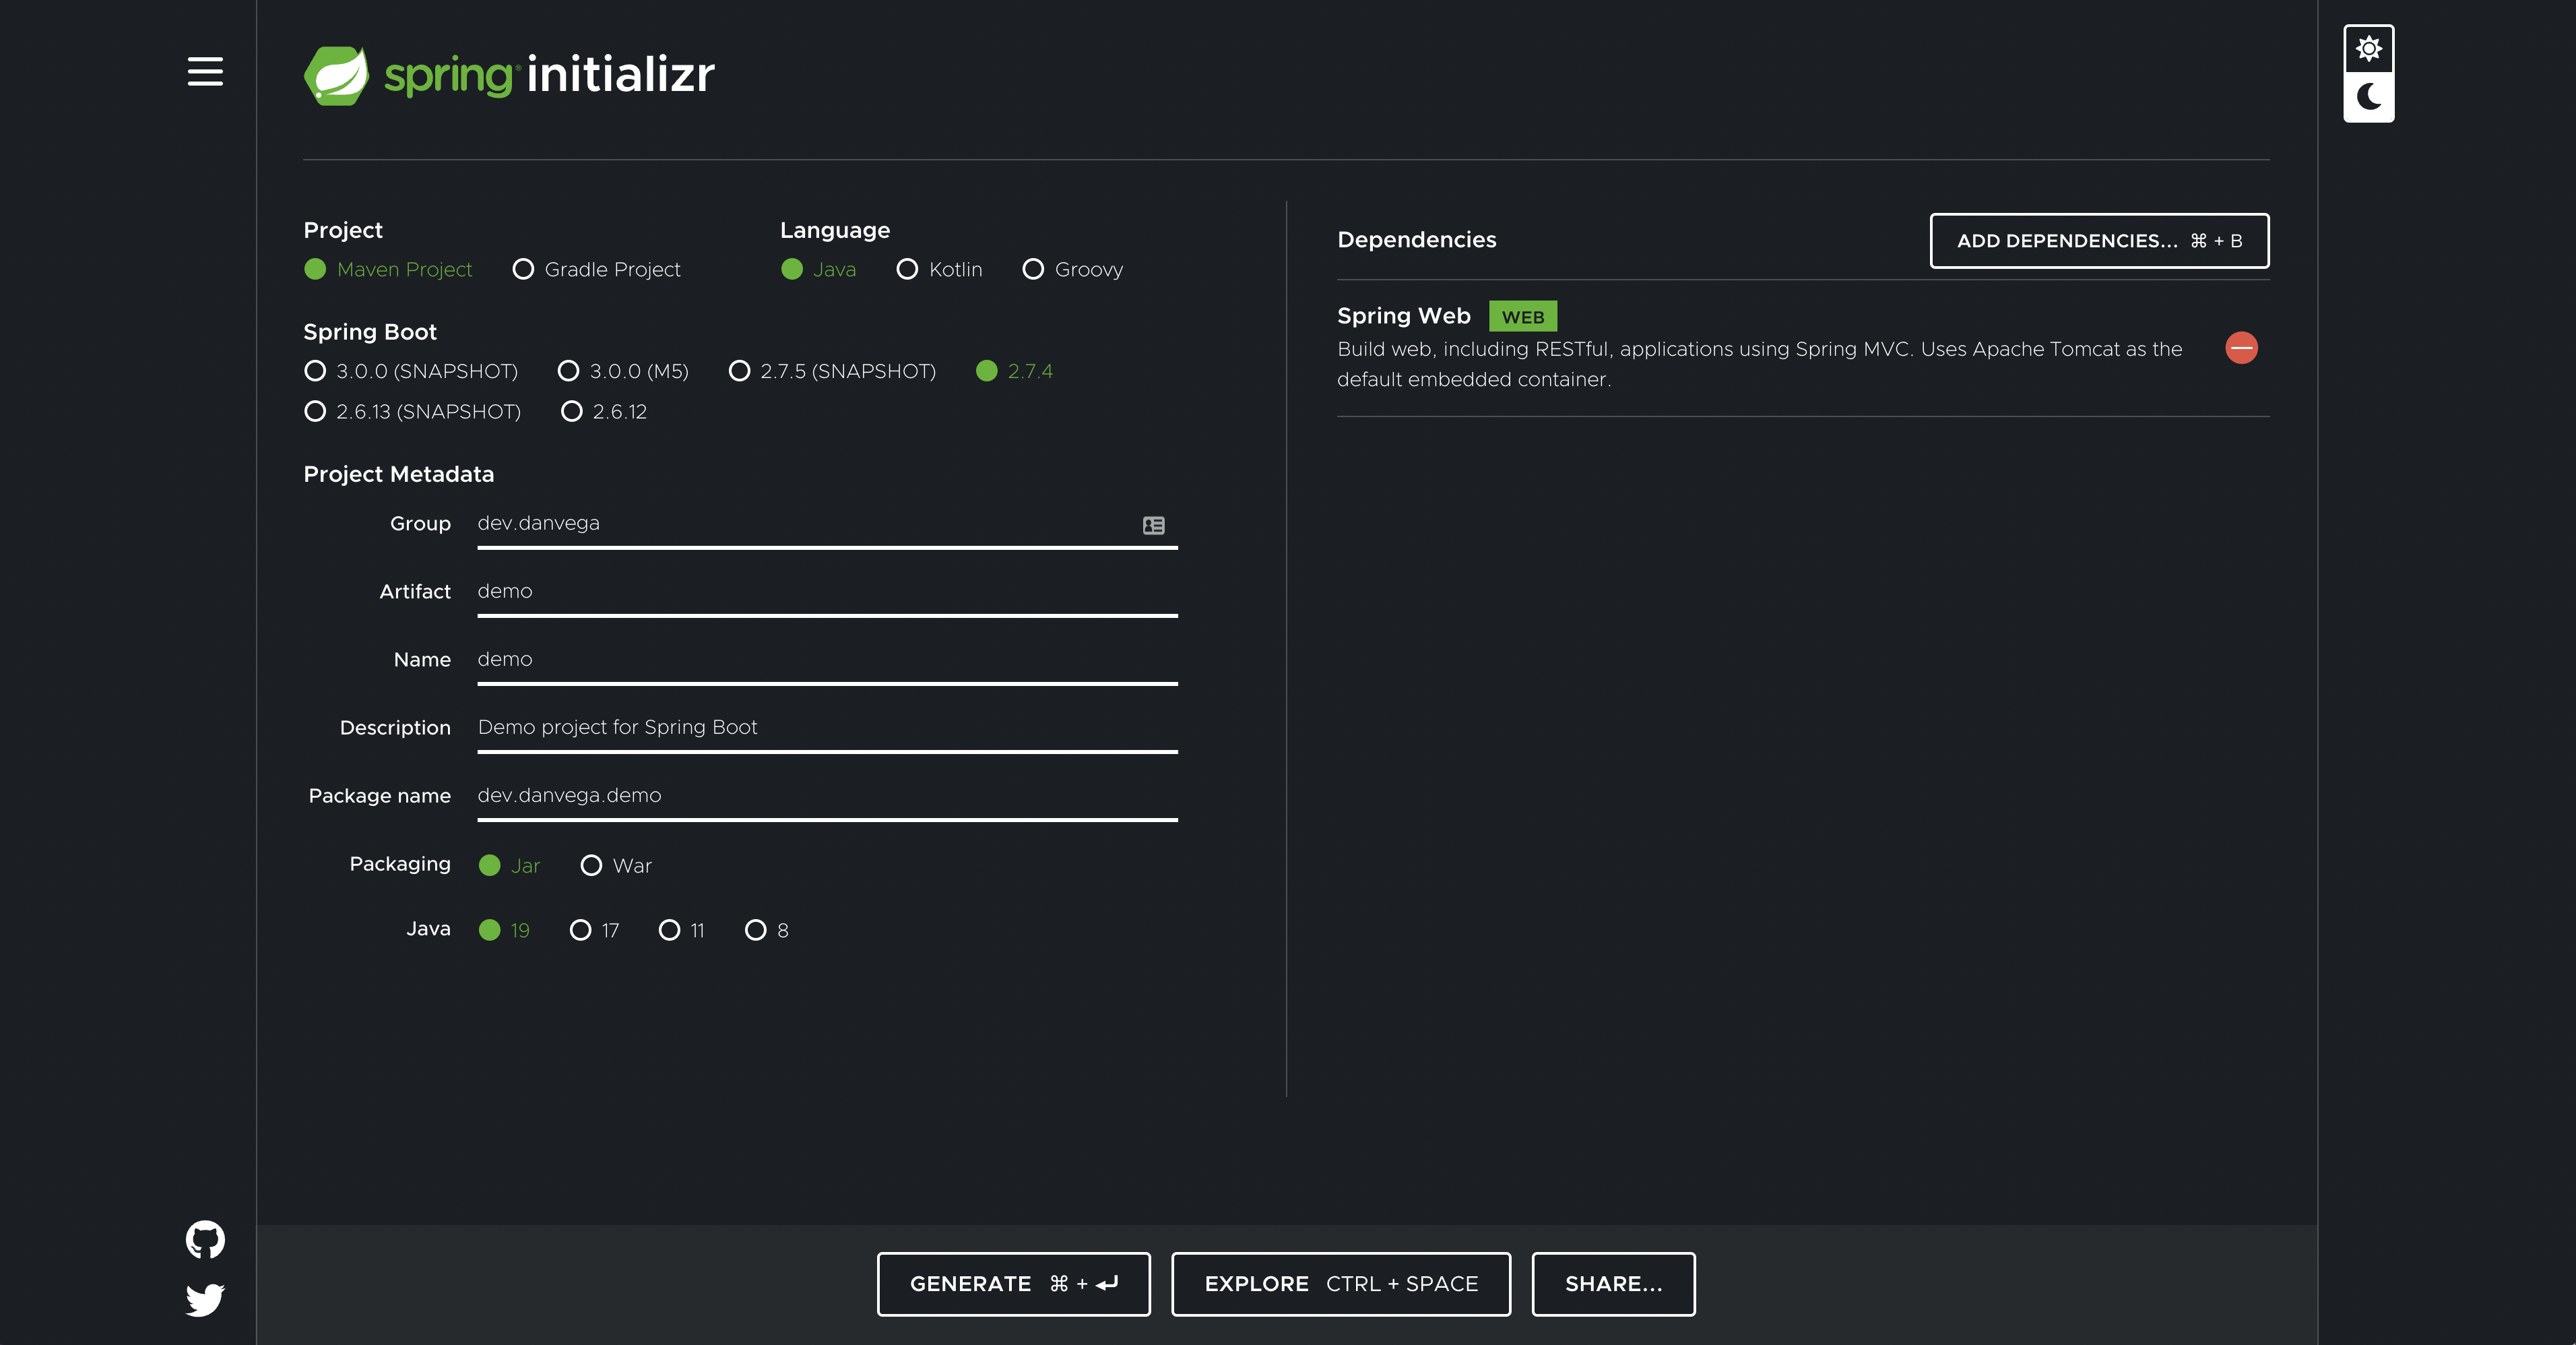 spring initializr
Project
Maven Project Gradle Project
Language
Java Kotlin Groovy
Spring Boot
3.0.0 (SNAPSHOT) 3.0.0 (M5) 2.7.5 (SNAPSHOT) 2.7.4
2.6.13 (SNAPSHOT) 2.6.12
Project Metadata
Group dev.danvega
Artifact demo
Name demo
Description Demo project for Spring Boot
Package name dev.danvega.demo
Packaging Jar War
Java 19 17 11 8
Dependencies
ADD DEPENDENCIES... ⌘ + B
Spring Web WEB
Build web, including RESTful, applications using Spring MVC. Uses Apache Tomcat as the
default embedded container.
GENERATE ⌘ + ⏎
EXPLORE CTRL + SPACE
SHARE...